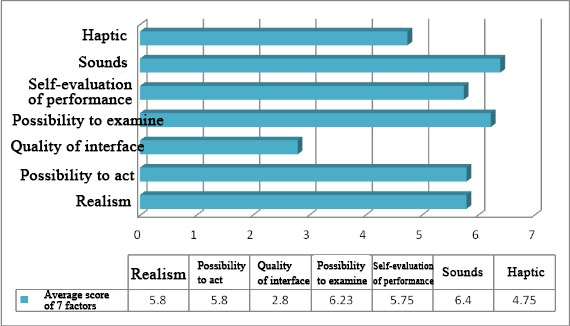 Haptic
Sounds
Self-evaluation
of performance
Possibility to examine
Quality of interface
Possibility to act
Realism
0 1 2 3 4 5 6 7
Realism Possibility to act Quality of interface Possibility to examine Self-evaluation of performance Sounds Haptic
Average score of 7 factors 5.8 5.8 2.8 6.23 5.75 6.4 4.75